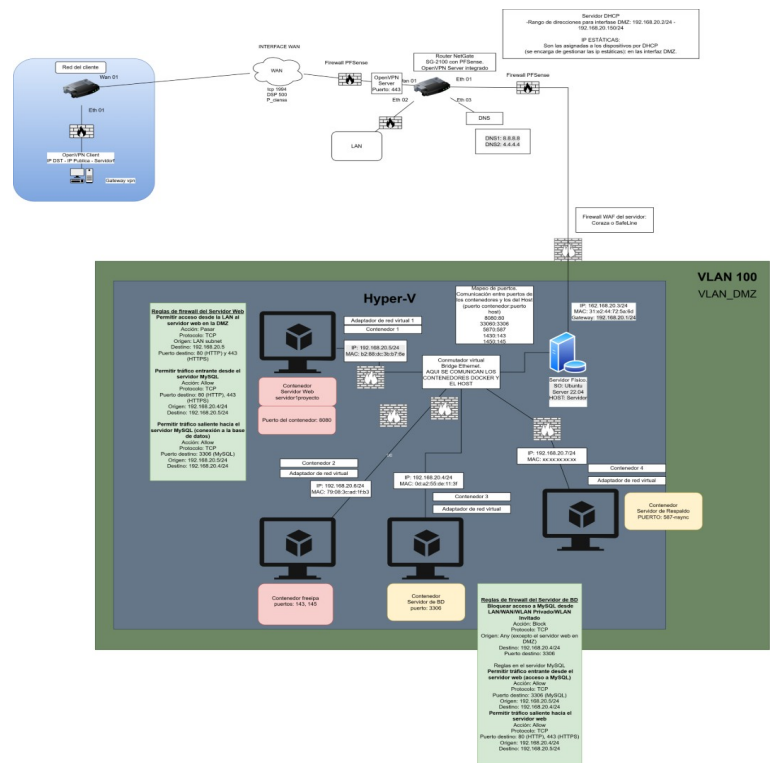 Servidor DHCP
-Rango de direcciones para interfase DMZ: 192.168.20.2/24 -
192.168.20.150/24
IP ESTÁTICAS:
Son las asignadas a los dispositivos por DHCP
(se encarga de gestionar las ip estáticas) en las interfaz DMZ.
Red del cliente
Wan 01
Eth 01
OpenVPN Client
IP DST - IP Publica - Servidor
Gateway vpn
INTERFACE WAN
WAN
tcp 1994
DSP 500
Firewall PFSense
OpenVPN
Server
Puerto: 443
Router NetGate
SG-2100 con PFSense.
OpenVPN Server integrado
Wan 01
Eth 01
Eth 02
Eth 03
LAN
DNS
DNS1: 8.8.8.8
DNS2: 4.4.4.4
Firewall PFSense
Firewall WAF del servidor:
Coraza o SafeLine
VLAN 100
VLAN_DMZ
Hyper-V
Reglas de firewall del Servidor Web
Permitir acceso desde la LAN al
servidor web en la DMZ
Acción: Pasar
Protocolo: TCP
Origen: LAN subnet
Destino: 192.168.20.5
Puerto destino: 80 (HTTP) y 443
(HTTPS)
Permitir tráfico entrante desde el
servidor MySQL
Acción: Allow
Protocolo: TCP
Puerto destino: 80 (HTTP), 443
(HTTPS)
Origen: 192.168.20.4/24
Destino: 192.168.20.5/24
Permitir tráfico saliente hacia el
servidor MySQL (conexión a la base
de datos)
Acción: Allow
Protocolo: TCP
Puerto destino: 3306 (MySQL)
Origen: 192.168.20.5/24
Destino: 192.168.20.4/24
Adaptador de red virtual 1
Contenedor 1
IP: 192.168.20.5/24
MAC: b2:88:dc:3b:b7:6e
Contenedor
Servidor Web
servidor1proyecto
Puerto del contenedor: 8080
Mapeo de puertos.
Comunicación entre puertos de
los contenedores y los del Host
(puerto contenedor:puerto
host)
8080:80
33060:3306
5870:587
1430:143
1450:145
Conmutador virtual
Bridge Ethernet.
AQUI SE COMUNICAN LOS
CONTENEDORES DOCKER Y
EL HOST
IP: 192.168.20.3/24
MAC: 31:e2:44:72:5a:6d
Gateway: 192.168.20.1/24
Servidor Físico.
SO: Ubuntu
Server 22.04
HOST: Servidor
Contenedor 2
Adaptador de red virtual
IP: 192.168.20.6/24
MAC: 79:09:3c:ad:1f:b3
Contenedor freeipa
puertos: 143, 145
IP: 192.168.20.4/24
MAC: 0d:a2:55:de:11:3f
Contenedor 3
Adaptador de red virtual
Contenedor
Servidor de BD
puerto: 3306
IP: 192.168.20.7/24
MAC: xx:xx:xx:xx:xx
Contenedor 4
Adaptador de red virtual
Contenedor
Servidor de Respaldo
PUERTO: 587-rsync
Reglas de firewall del Servidor de BD
Bloquear acceso a MySQL desde
LAN/WAN/WLAN Privado/WLAN
Invitado
Acción: Block
Protocolo: TCP
Origen: Any (excepto el servidor web en
DMZ)
Destino: 192.168.20.4/24
Puerto destino: 3306
Reglas en el servidor MySQL
Permitir tráfico entrante desde el
servidor web (acceso a MySQL)
Acción: Allow
Protocolo: TCP
Puerto destino: 3306 (MySQL)
Origen: 192.168.20.5/24
Destino: 192.168.20.4/24
Permitir tráfico saliente hacia el
servidor web
Acción: Allow
Protocolo: TCP
Puerto destino: 80 (HTTP), 443 (HTTPS)
Origen: 192.168.20.4/24
Destino: 192.168.20.5/24